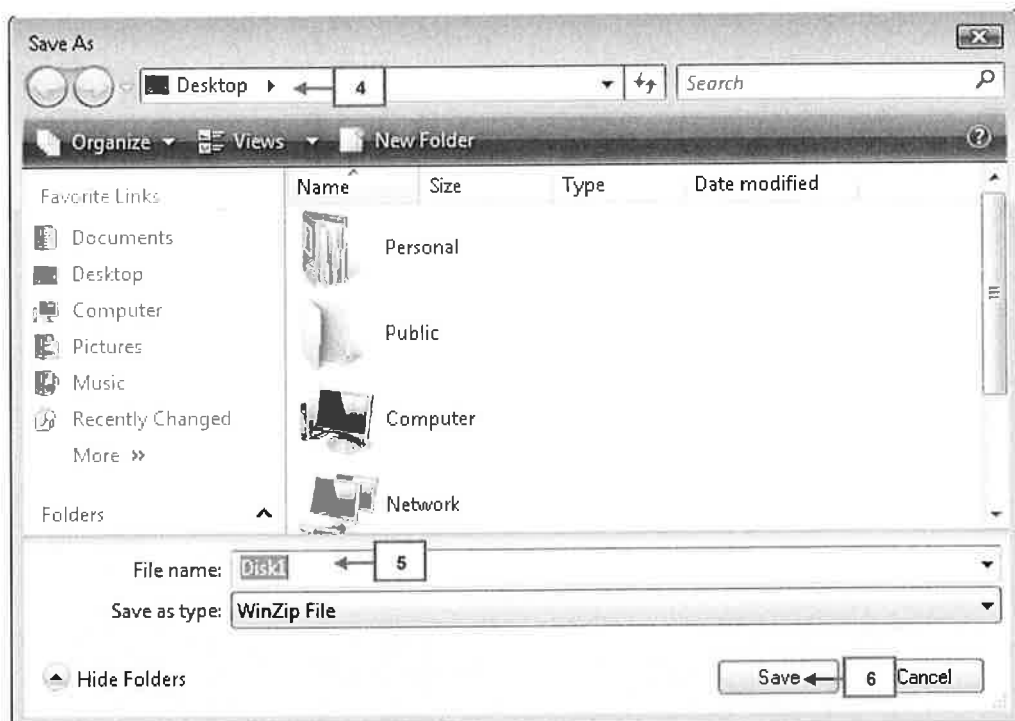 Save As
Desktop 4 Search
Organize Views New Folder
Favorite Links
Documents
Desktop
Computer
Pictures
Music
Recently Changed
More »
Folders
Name Size Type Date modified
Personal
Public
Computer
Network
File name: Disk1 5
Save as type: WinZip File
Hide Folders Save 6 Cancel